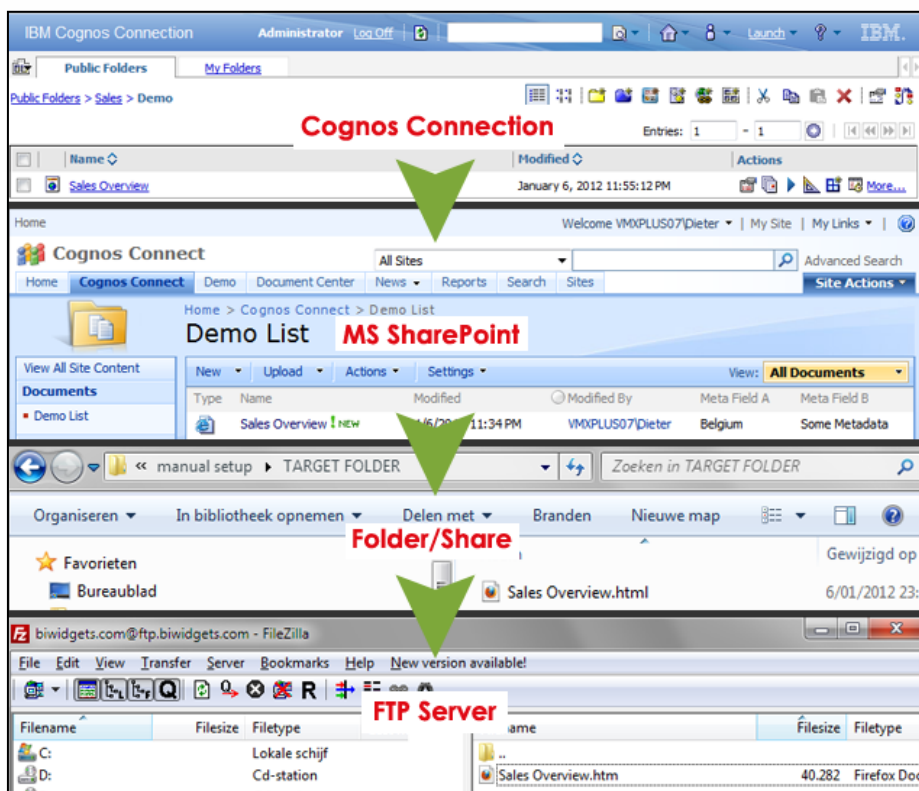 IBM Cognos Connection Administrator Log Off Launch IBM.
Public Folders My Folders
Public Folders > Sales > Demo
Cognos Connection
Entries: 1 - 1
Name Modified Actions
Sales Overview January 6, 2012 11:55:12 PM More...
Home Welcome VMXPLUS07\Dieter | My Site | My Links |
Cognos Connect All Sites Advanced Search
Home Cognos Connect Demo Document Center News Reports Search Sites Site Actions
Home > Cognos Connect > Demo List
Demo List MS SharePoint
View All Site Content New Upload Actions Settings View: All Documents
Documents Type Name Modified Modified By Meta Field A Meta Field B
Demo List Sales Overview ! NEW 11:34 PM VMXPLUS07\Dieter Belgium Some Metadata
« manual setup TARGET FOLDER Zoeken in TARGET FOLDER
Organiseren In bibliotheek opnemen Delen met Branden Nieuwe map
Folder/Share
Favorieten Gewijzigd op
Bureaublad Sales Overview.html 6/01/2012 23:
biwidgets.com@ftp.biwidgets.com - FileZilla
File Edit View Transfer Server Bookmarks Help New version available!
FTP Server
Filename Filesize Filetype ame Filesize Filetype
C: Lokale schijf ..
D: Cd-station Sales Overview.htm 40.282 Firefox Doc